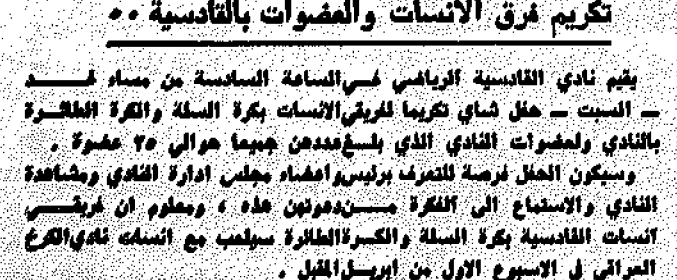 تكريم فرق الآنسات والعضوات بالقادسية ..
يقيم نادي القادسية الرياضي في الساعة السادسة من مساء غد
ـ السبت ـ حفل شاي تكريما لفريقي الانسات بكرة السلة والكرة الطائرة
بالنادي ولعضوات النادي الذي بلغ عددهن جميعا حوالي ٢٥ عضوة .
وسيكون الحفل فرصة للتعرف برئيس واعضاء مجلس ادارة النادي ومشاهدة
النادي والاستماع الى الفكرة من دعوتهن هذه ، ومعلوم ان فريقي
انسات القادسية بكرة السلة والكرة الطائرة سيلعب مع انسات نادي الكرخ
العراقي في الاسبوع الاول من ابريل المقبل .